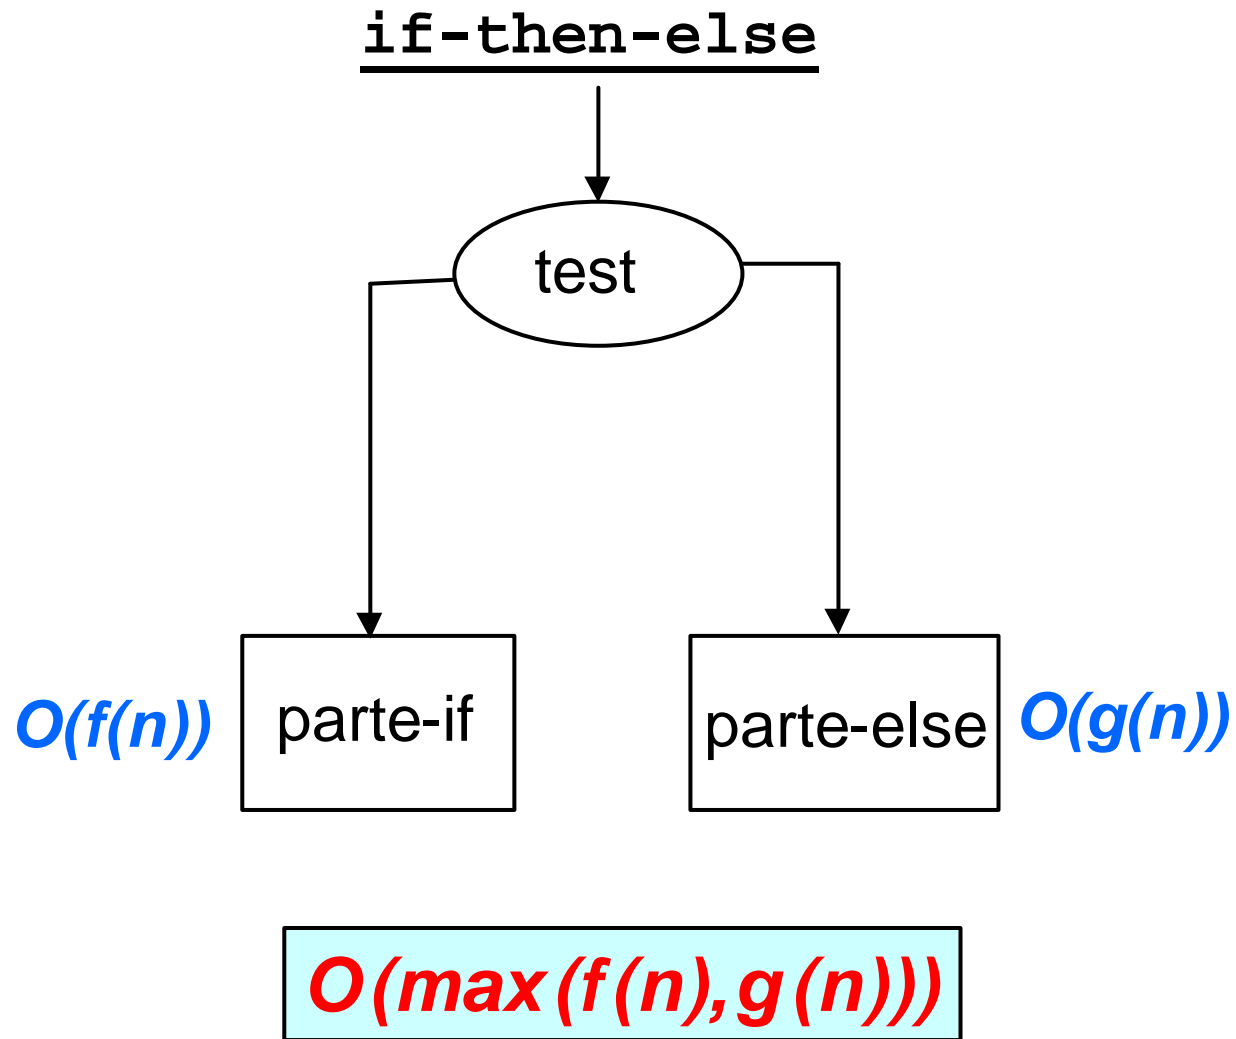 if-then-else
test
O(f(n)) parte-if parte-else O(g(n))
O(max(f(n),g(n)))